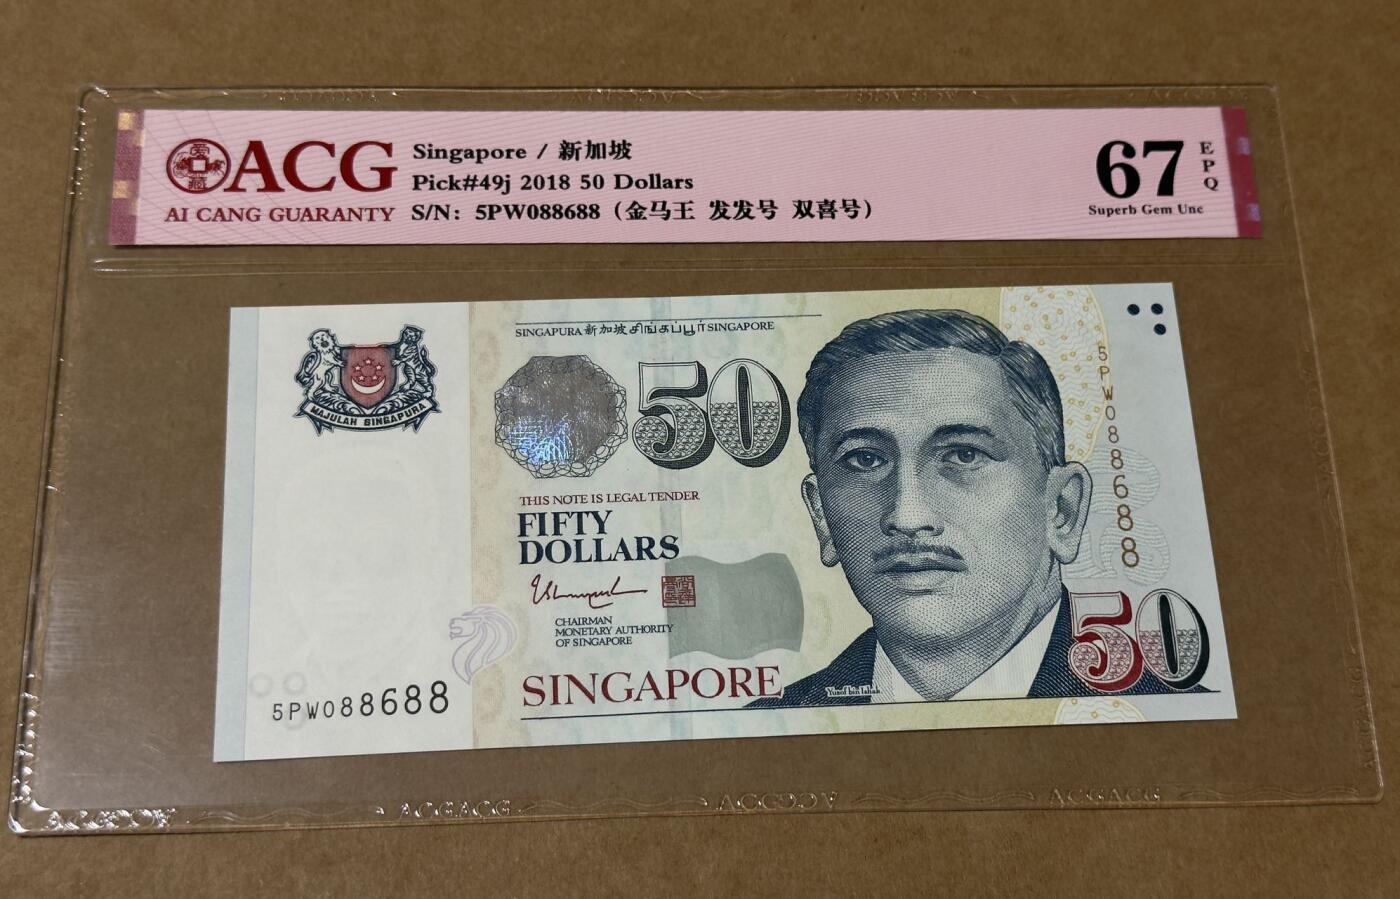 ACG
AI CANG GUARANTY
Singapore / 新加坡
Pick#49j 2018 50 Dollars
S/N: 5PW088688（金马王 发发号 双喜号）
67
EPQ
Superb Gem Unc
MAJULAH SINGAPURA
SINGAPURA 新加坡 சிங்கப்பூர் SINGAPORE
50
THIS NOTE IS LEGAL TENDER
FIFTY
DOLLARS
CHAIRMAN
MONETARY AUTHORITY
OF SINGAPORE
SINGAPORE
Yusof bin Ishak
5PW088688
5PW088688
50
ACGACG
ACGACG